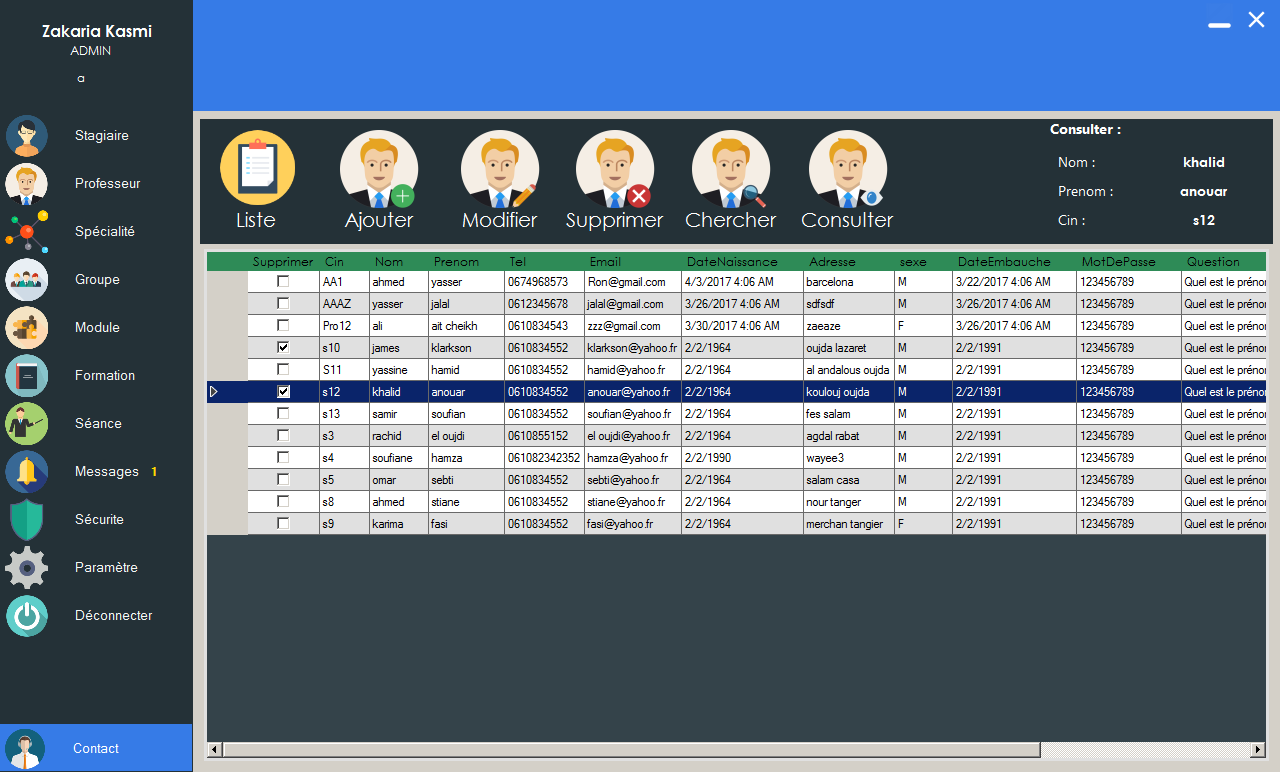 Zakaria Kasmi
ADMIN
a
Stagiaire
Professeur
Spécialité
Groupe
Module
Formation
Séance
Messages 1
Sécurite
Paramètre
Déconnecter
Contact
Liste Ajouter Modifier Supprimer Chercher Consulter
Consulter :
Nom : khalid
Prenom : anouar
Cin : s12
Supprimer Cin Nom Prenom Tel Email DateNaissance Adresse sexe DateEmbauche MotDePasse Question
AA1 ahmed yasser 0674968573 Ron@gmail.com 4/3/2017 4:06 AM barcelona M 3/22/2017 4:06 AM 123456789 Quel est le prénor
AAAZ yasser jalal 0612345678 jalal@gmail.com 3/26/2017 4:06 AM sdfsdf M 3/26/2017 4:06 AM 123456789 Quel est le prénor
Pro12 ali ait cheikh 0610834543 zzz@gmail.com 3/30/2017 4:06 AM zaeaze F 3/26/2017 4:06 AM 123456789 Quel est le prénor
s10 james klarkson 0610834552 klarkson@yahoo.fr 2/2/1964 oujda lazaret M 2/2/1991 123456789 Quel est le prénor
S11 yassine hamid 0610834552 hamid@yahoo.fr 2/2/1964 al andalous oujda M 2/2/1991 123456789 Quel est le prénor
s12 khalid anouar 0610834552 anouar@yahoo.fr 2/2/1964 koulouj oujda M 2/2/1991 123456789 Quel est le prénor
s13 samir soufian 0610834552 soufian@yahoo.fr 2/2/1964 fes salam M 2/2/1991 123456789 Quel est le prénor
s3 rachid el oujdi 0610855152 el oujdi@yahoo.fr 2/2/1964 agdal rabat M 2/2/1991 123456789 Quel est le prénor
s4 soufiane hamza 061082342352 hamza@yahoo.fr 2/2/1990 wayee3 M 2/2/1991 123456789 Quel est le prénor
s5 omar sebti 0610834552 sebti@yahoo.fr 2/2/1964 salam casa M 2/2/1991 123456789 Quel est le prénor
s8 ahmed stiane 0610834552 stiane@yahoo.fr 2/2/1964 nour tanger M 2/2/1991 123456789 Quel est le prénor
s9 karima fasi 0610834552 fasi@yahoo.fr 2/2/1964 merchan tangier F 2/2/1991 123456789 Quel est le prénor